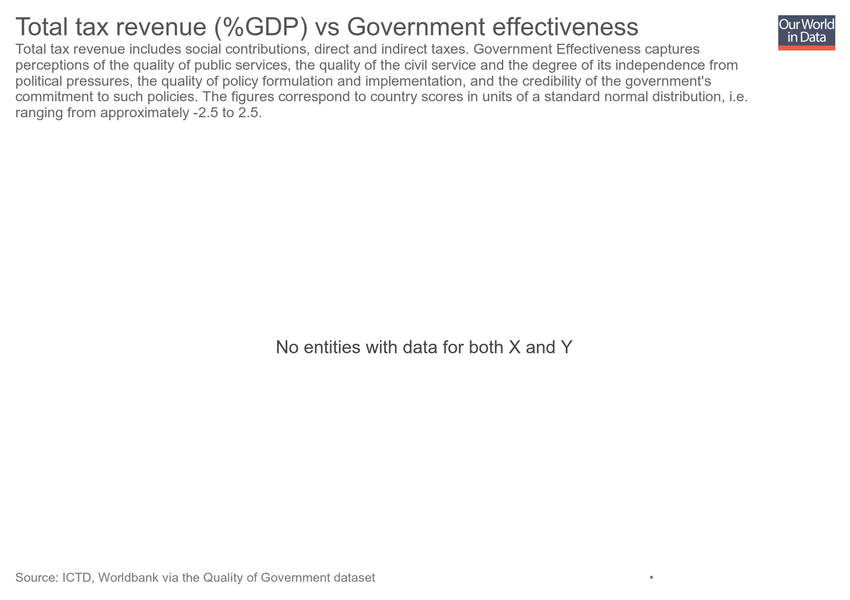 Total tax revenue (%GDP) vs Government effectiveness
Our World
in Data
Total tax revenue includes social contributions, direct and indirect taxes. Government Effectiveness captures
perceptions of the quality of public services, the quality of the civil service and the degree of its independence from
political pressures, the quality of policy formulation and implementation, and the credibility of the government's
commitment to such policies. The figures correspond to country scores in units of a standard normal distribution, i.e.
ranging from approximately -2.5 to 2.5.
No entities with data for both X and Y
Source: ICTD, Worldbank via the Quality of Government dataset
•